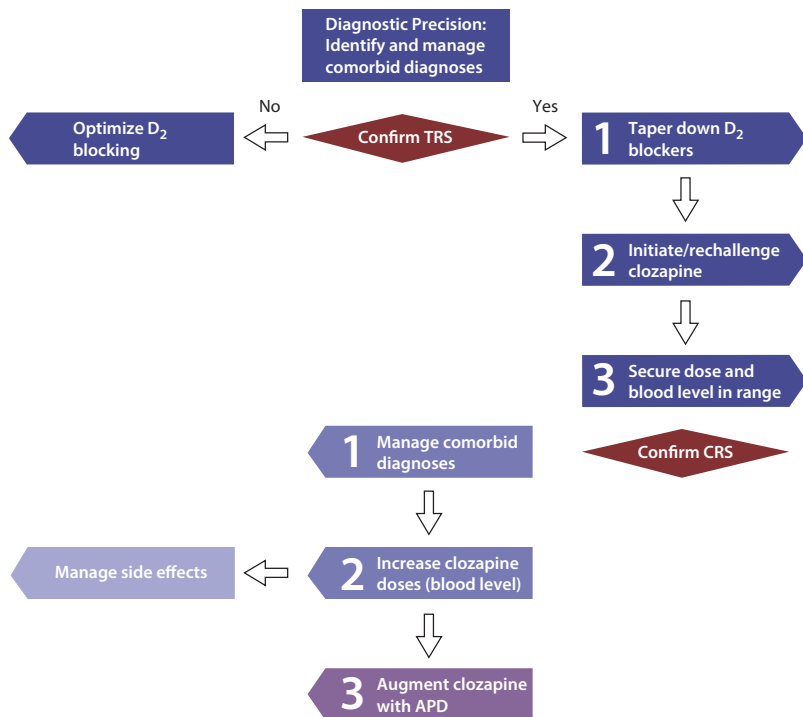 Diagnostic Precision:
Identify and manage
comorbid diagnoses
No
Yes
Optimize D₂
blocking
Confirm TRS
1 Taper down D₂
blockers
2 Initiate/rechallenge
clozapine
3 Secure dose and
blood level in range
1 Manage comorbid
diagnoses
Confirm CRS
Manage side effects
2 Increase clozapine
doses (blood level)
3 Augment clozapine
with APD